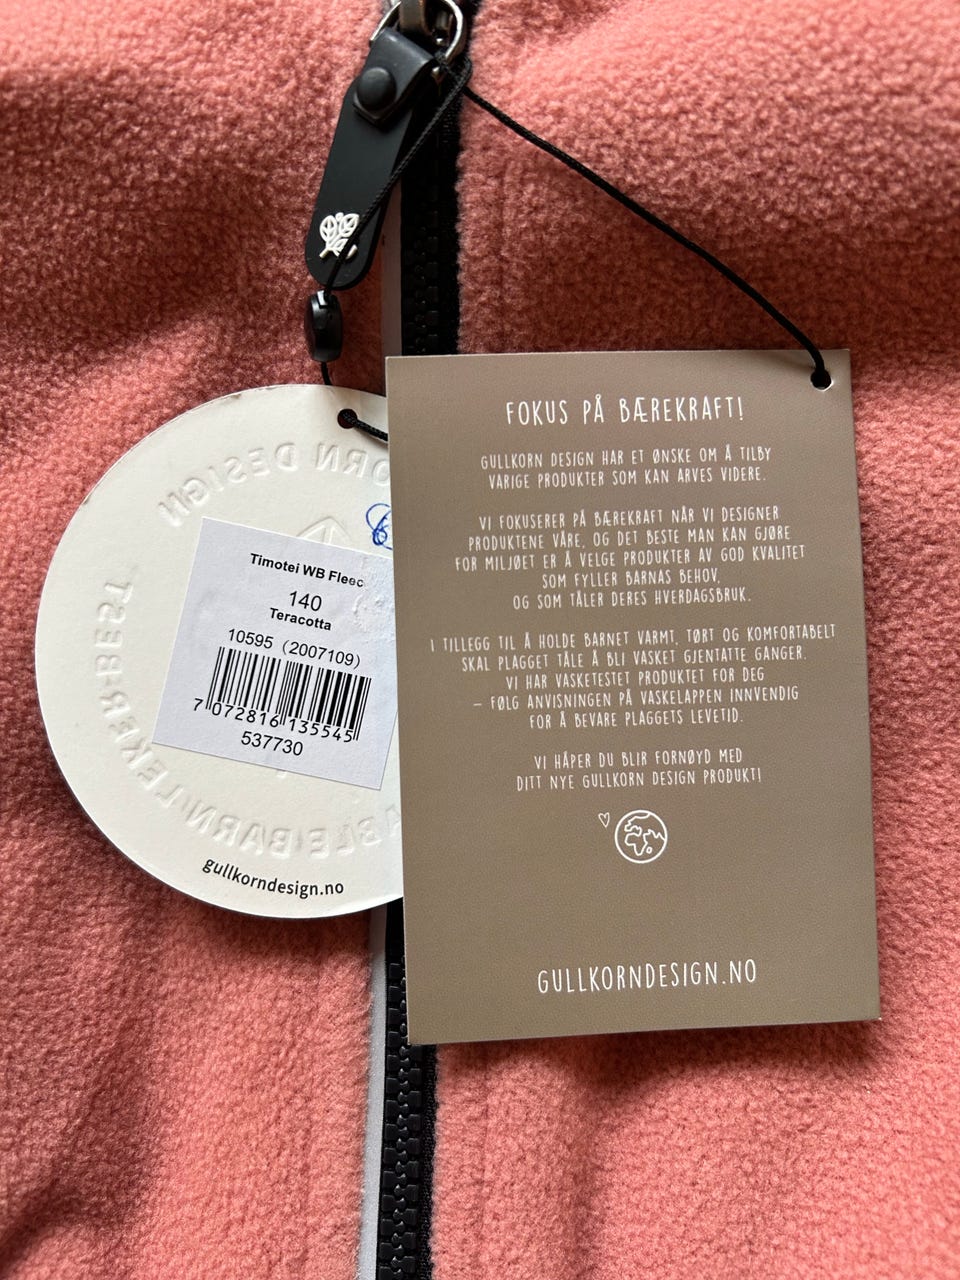 Timotei WB Fleec
140
Teracotta
10595 (2007109)
7 072816 135545
537730
gullkorndesign.no
FOKUS PÅ BÆREKRAFT!
GULLKORN DESIGN HAR ET ØNSKE OM Å TILBY
VARIGE PRODUKTER SOM KAN ARVES VIDERE.
VI FOKUSERER PÅ BÆREKRAFT NÅR VI DESIGNER
PRODUKTENE VÅRE, OG DET BESTE MAN KAN GJØRE
FOR MILJØET ER Å VELGE PRODUKTER AV GOD KVALITET
SOM FYLLER BARNAS BEHOV,
OG SOM TÅLER DERES HVERDAGSBRUK.
I TILLEGG TIL Å HOLDE BARNET VARMT, TØRT OG KOMFORTABELT
SKAL PLAGGET TÅLE Å BLI VASKET GJENTATTE GANGER.
VI HAR VASKETESTET PRODUKTET FOR DEG
– FØLG ANVISNINGEN PÅ VASKELAPPEN INNVENDIG
FOR Å BEVARE PLAGGETS LEVETID.
VI HÅPER DU BLIR FORNØYD MED
DITT NYE GULLKORN DESIGN PRODUKT!
GULLKORNDESIGN.NO